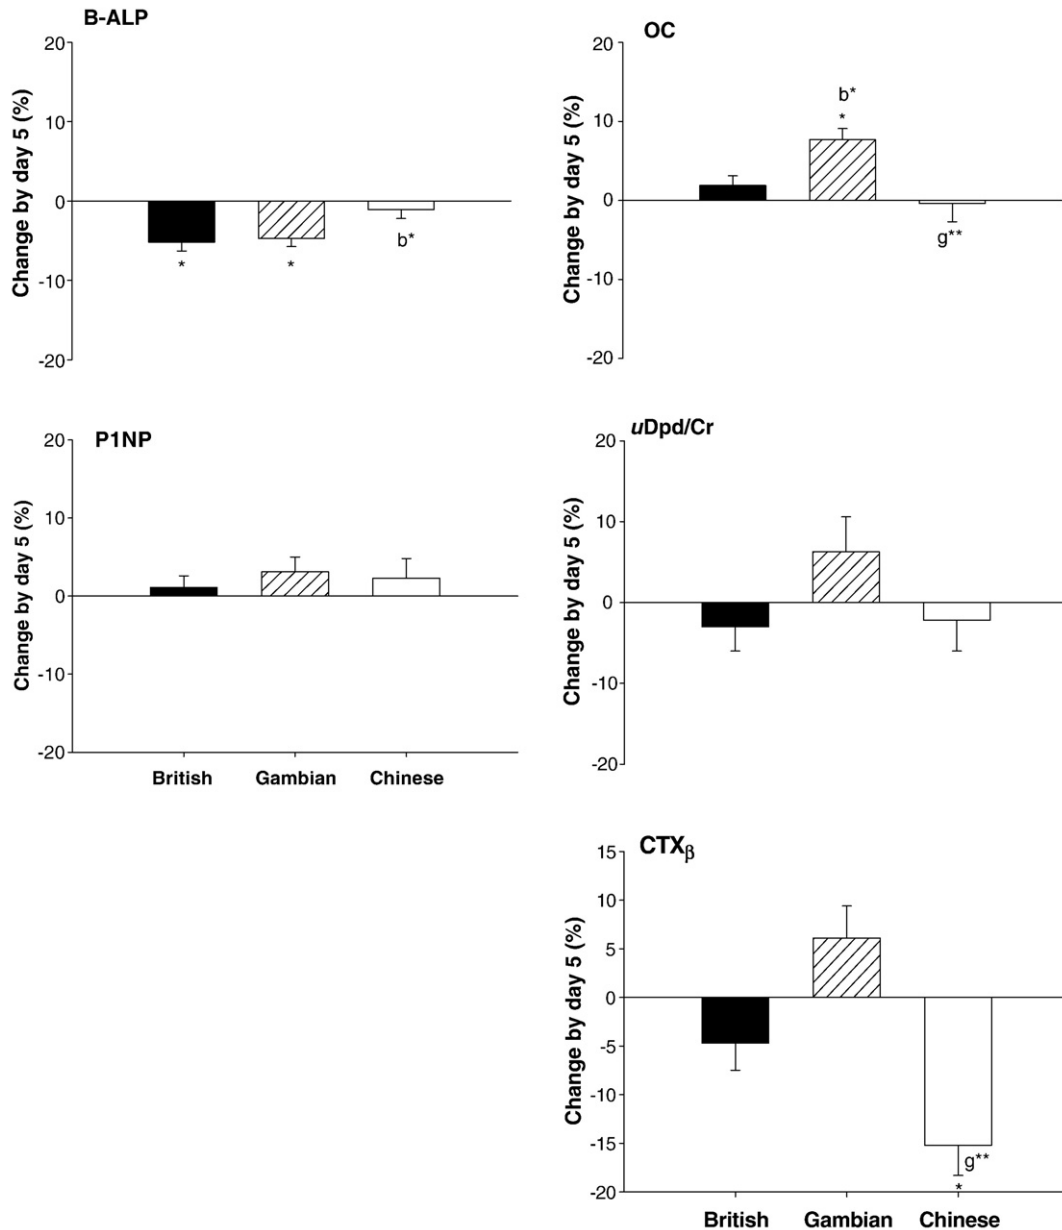 B-ALP
Change by day 5 (%)
20
10
0
-10
-20
*
*
b*
OC
Change by day 5 (%)
20
10
0
-10
-20
b*
*
g**
P1NP
Change by day 5 (%)
20
10
0
-10
-20
British Gambian Chinese
uDpd/Cr
Change by day 5 (%)
20
10
0
-10
-20
CTXβ
Change by day 5 (%)
15
10
5
0
-5
-10
-15
-20
g**
*
British Gambian Chinese